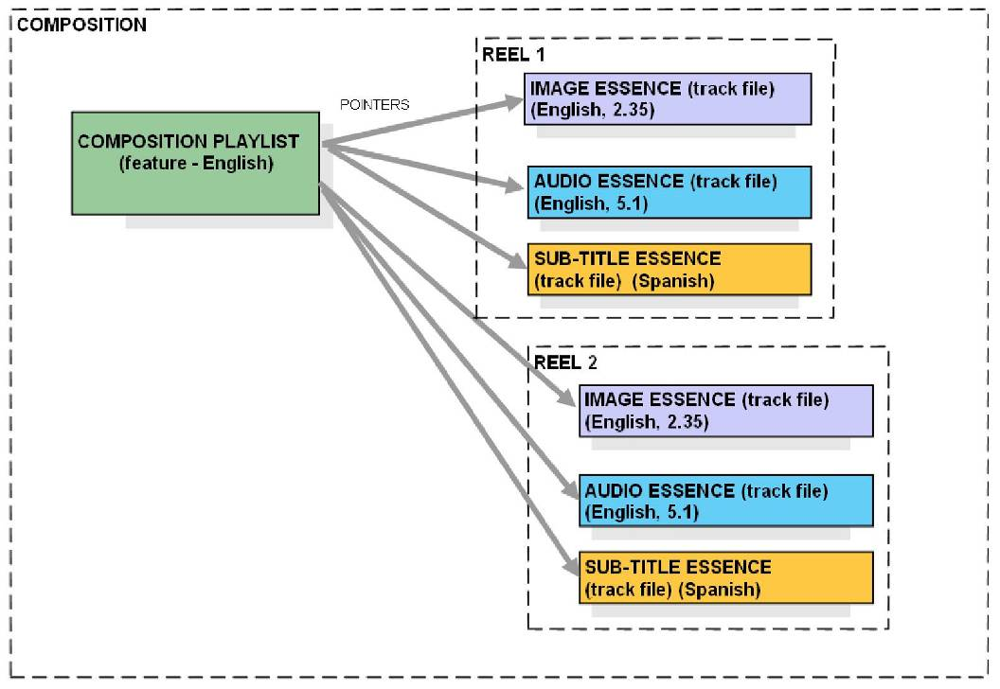 COMPOSITION
REEL 1
IMAGE ESSENCE (track file)
(English, 2.35)
POINTERS
COMPOSITION PLAYLIST
(feature - English)
AUDIO ESSENCE (track file)
(English, 5.1)
SUB-TITLE ESSENCE
(track file) (Spanish)
REEL 2
IMAGE ESSENCE (track file)
(English, 2.35)
AUDIO ESSENCE (track file)
(English, 5.1)
SUB-TITLE ESSENCE
(track file) (Spanish)